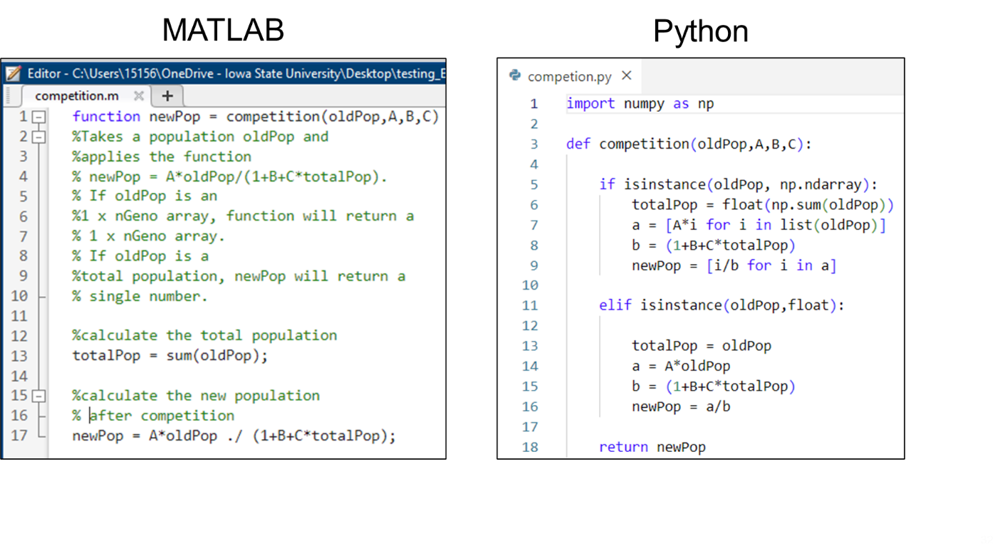 MATLAB
Editor - C:\Users\15156\OneDrive - Iowa State University\Desktop\testing_E
competition.m × +
1 function newPop = competition(oldPop,A,B,C)
2 %Takes a population oldPop and
3 %applies the function
4 % newPop = A*oldPop/(1+B+C*totalPop).
5 % If oldPop is an
6 %1 x nGeno array, function will return a
7 % 1 x nGeno array.
8 % If oldPop is a
9 %total population, newPop will return a
10 % single number.
11
12 %calculate the total population
13 totalPop = sum(oldPop);
14
15 %calculate the new population
16 % after competition
17 newPop = A*oldPop ./ (1+B+C*totalPop);
Python
competion.py ×
1 import numpy as np
2
3 def competition(oldPop,A,B,C):
4
5 if isinstance(oldPop, np.ndarray):
6 totalPop = float(np.sum(oldPop))
7 a = [A*i for i in list(oldPop)]
8 b = (1+B+C*totalPop)
9 newPop = [i/b for i in a]
10
11 elif isinstance(oldPop,float):
12
13 totalPop = oldPop
14 a = A*oldPop
15 b = (1+B+C*totalPop)
16 newPop = a/b
17
18 return newPop